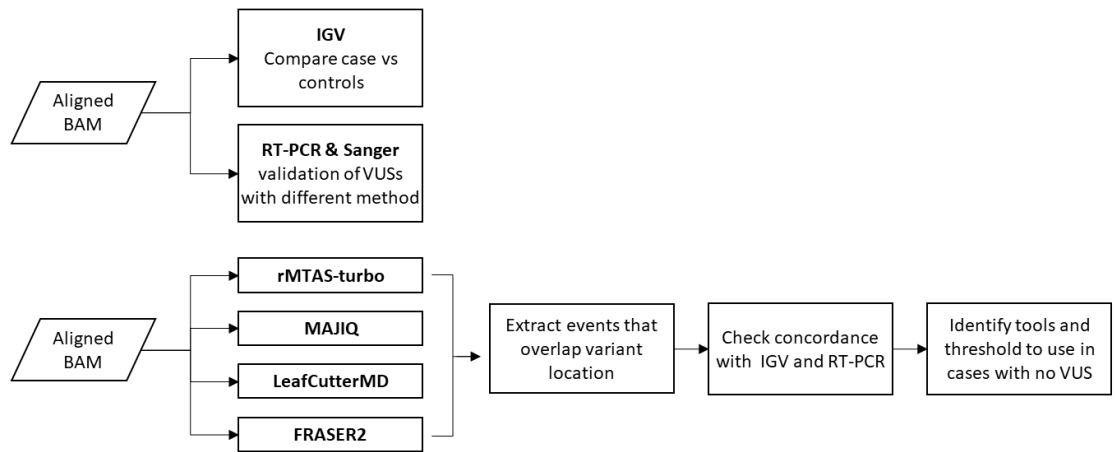 IGV
Compare case vs
controls
Aligned
BAM
RT-PCR & Sanger
validation of VUSs
with different method
rMTAS-turbo
MAJIQ
LeafCutterMD
FRASER2
Aligned
BAM
Extract events that
overlap variant
location
Check concordance
with IGV and RT-PCR
Identify tools and
threshold to use in
cases with no VUS